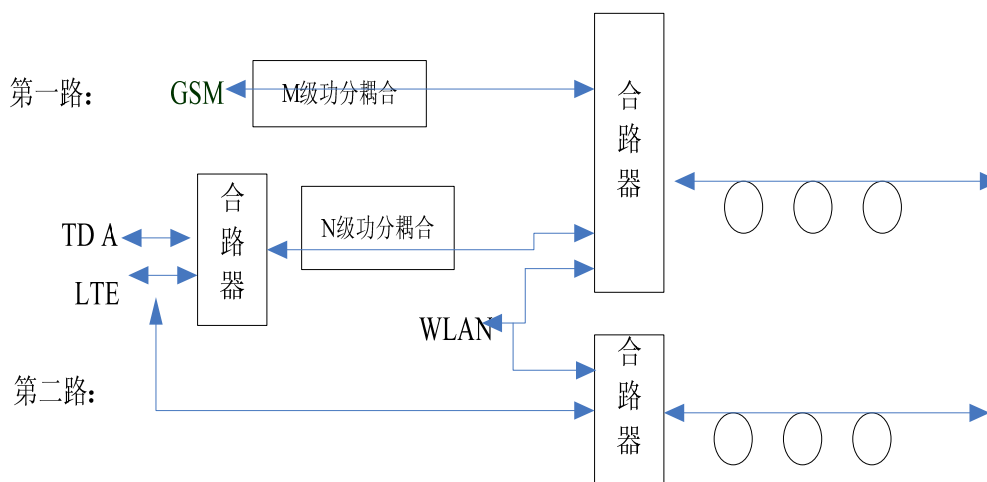 第一路：
GSM
M级功分耦合
合路器
TD A
LTE
合路器
N级功分耦合
WLAN
第二路：
合路器